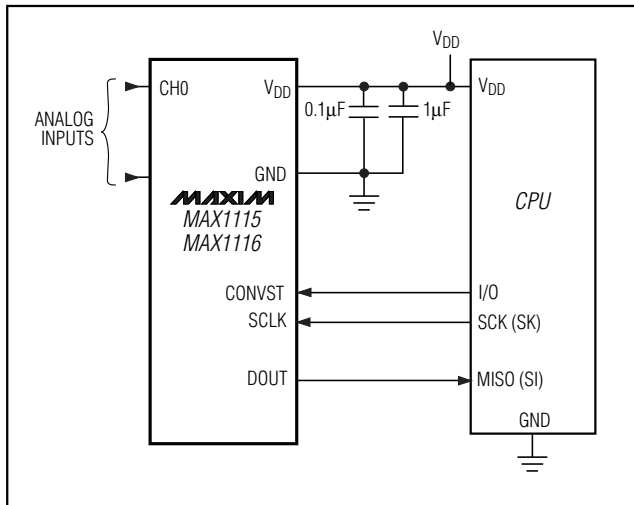 VDD
CH0
VDD
0.1µF
1µF
VDD
ANALOG
INPUTS
GND
MAXIM
MAX1115
MAX1116
CPU
CONVST
I/O
SCLK
SCK (SK)
DOUT
MISO (SI)
GND